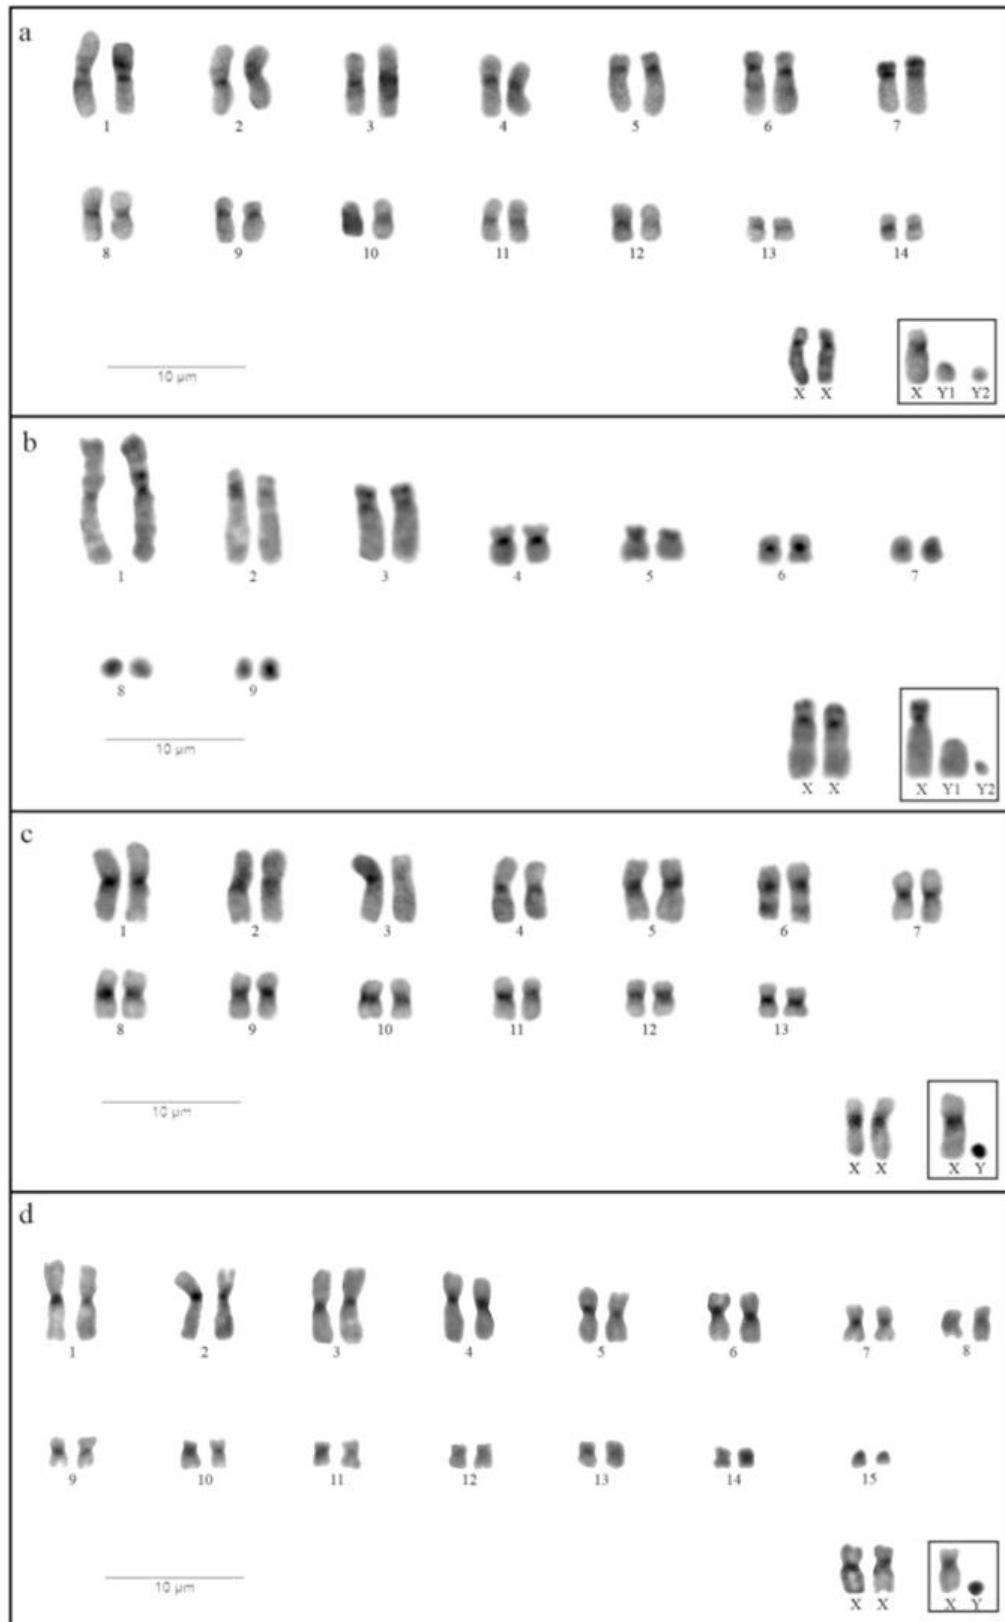 a
1 2 3 4 5 6 7
8 9 10 11 12 13 14
10 µm
X X X Y1 Y2
b
1 2 3 4 5 6 7
8 9
10 µm
X X X Y1 Y2
c
1 2 3 4 5 6 7
8 9 10 11 12 13
10 µm
X X X Y
d
1 2 3 4 5 6 7 8
9 10 11 12 13 14 15
10 µm
X X X Y